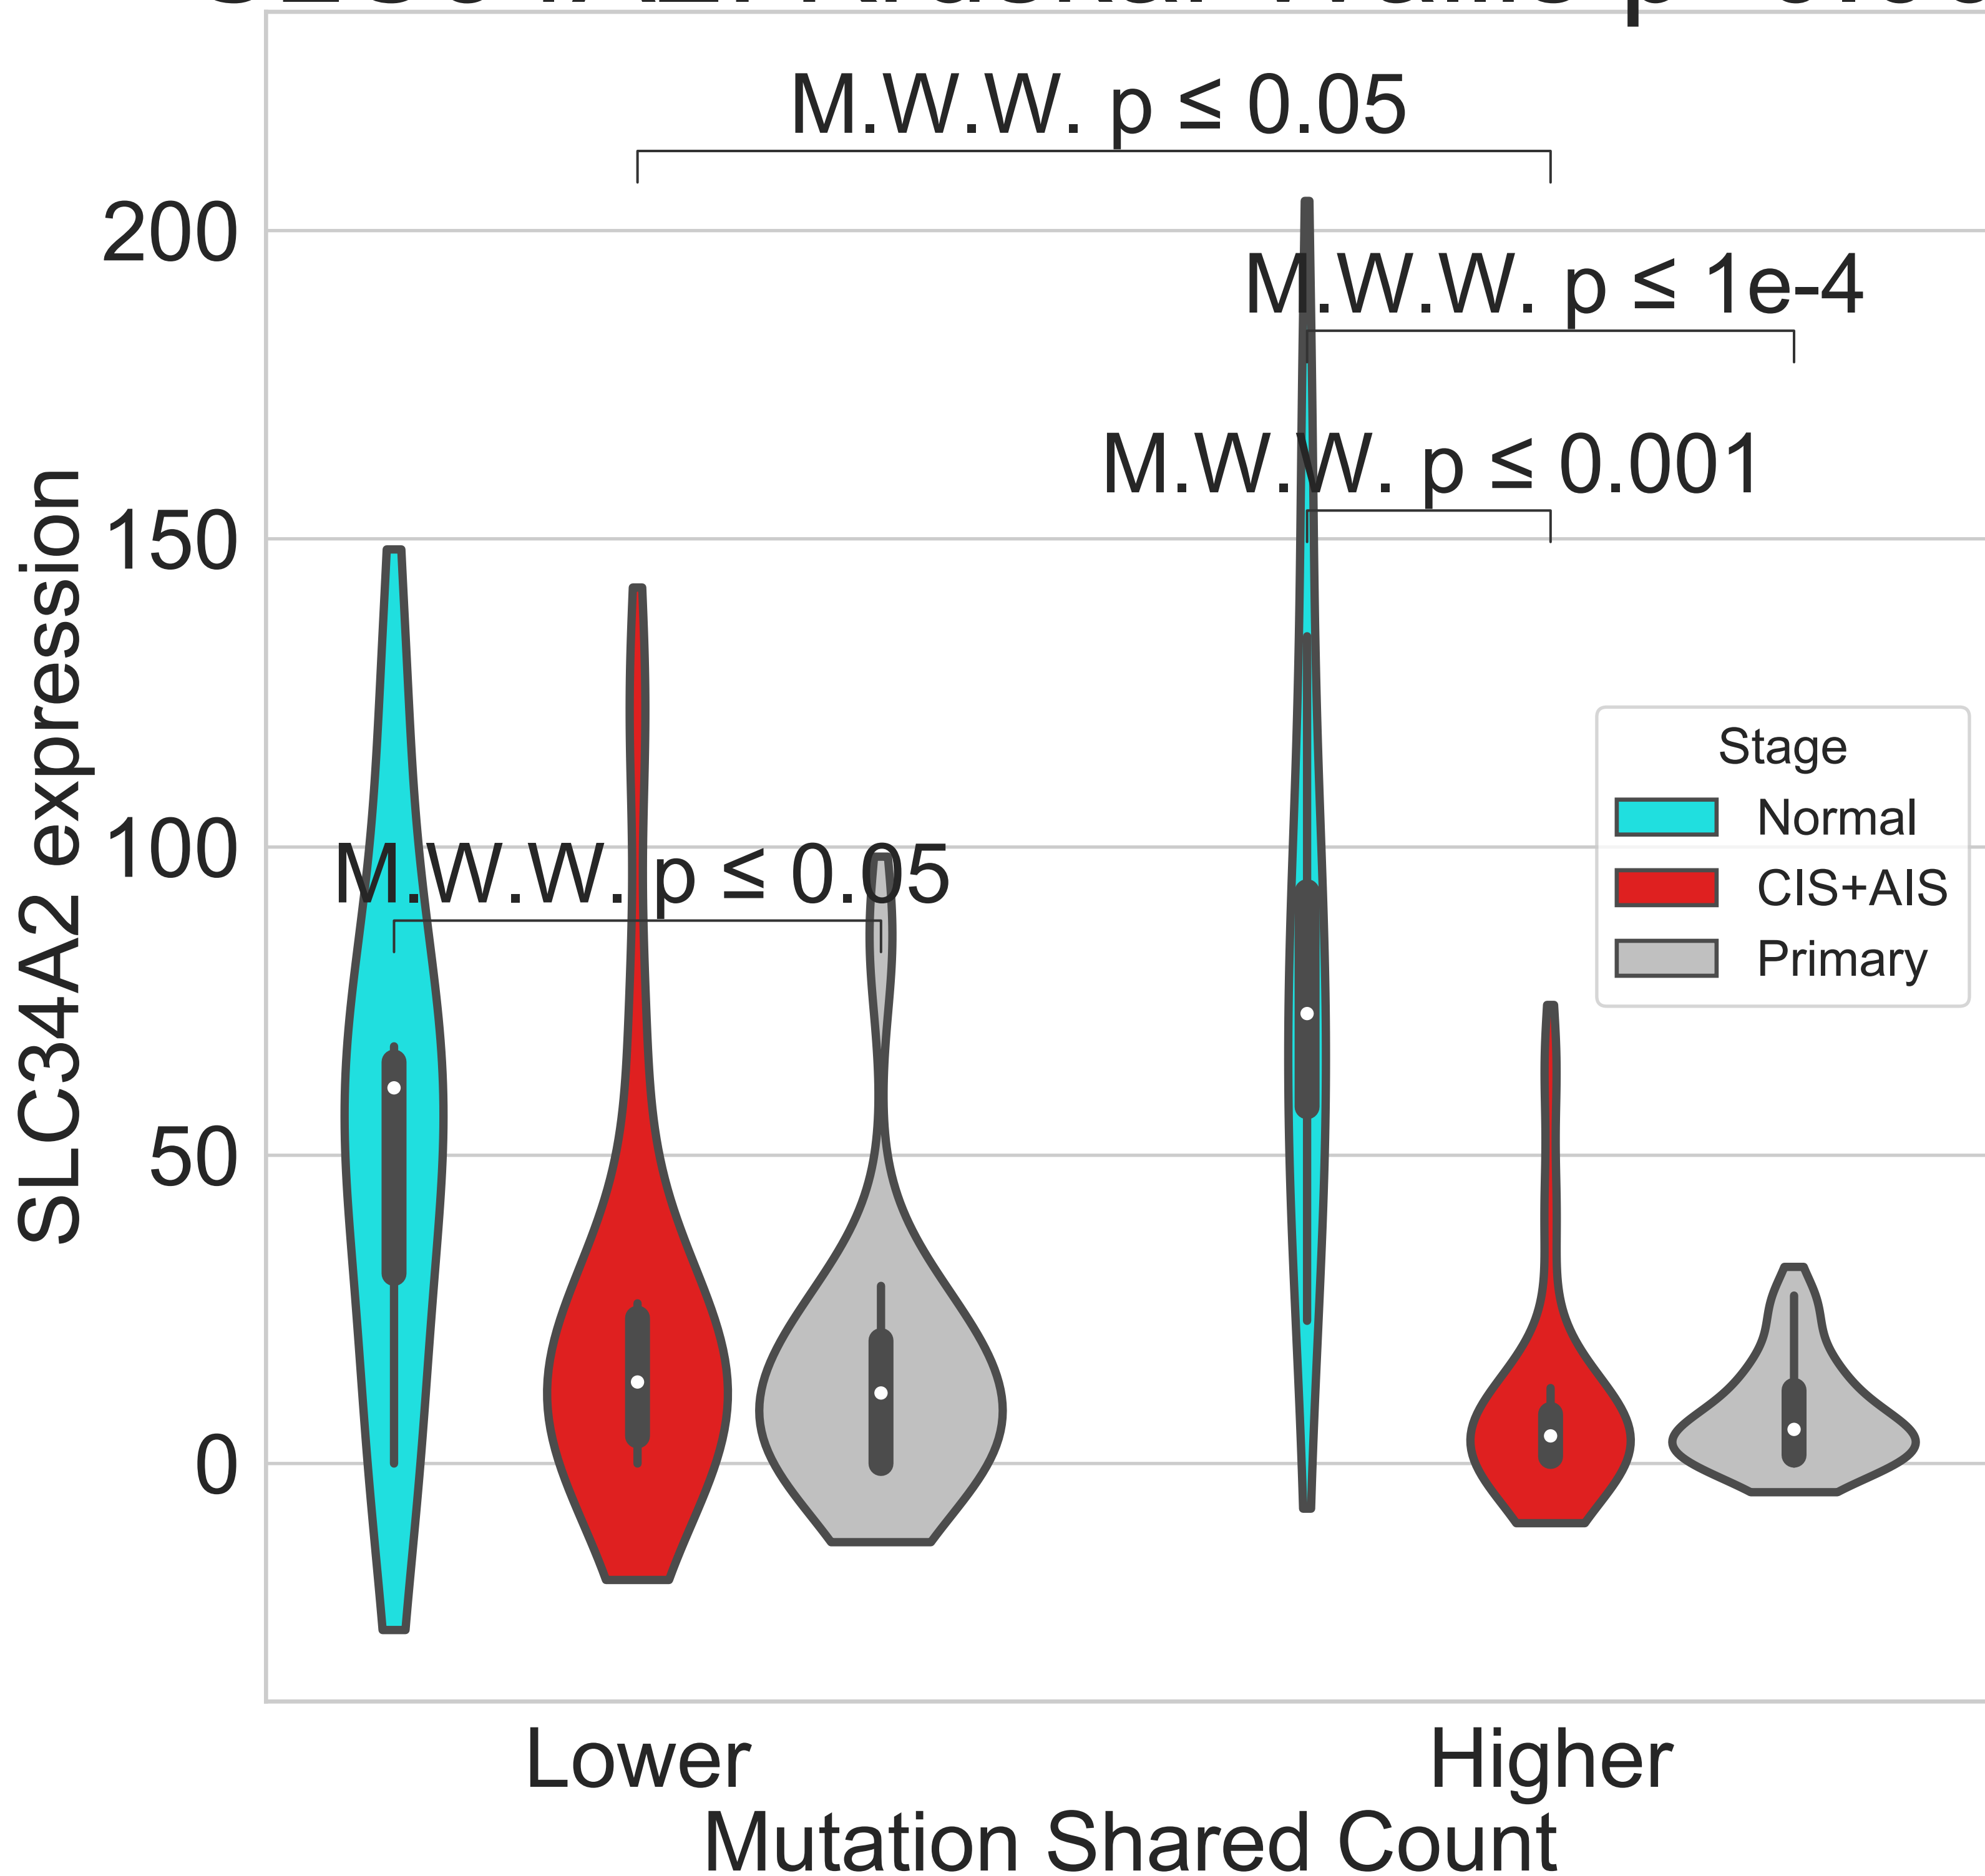 M.W.W. p ≤ 0.05
200
M.W.W. p ≤ 1e-4
M.W.W. p ≤ 0.001
150
SLC34A2 expression
Stage
Normal
CIS+AIS
Primary
100
M.W.W. p ≤ 0.05
50
0
Lower
Higher
Mutation Shared Count